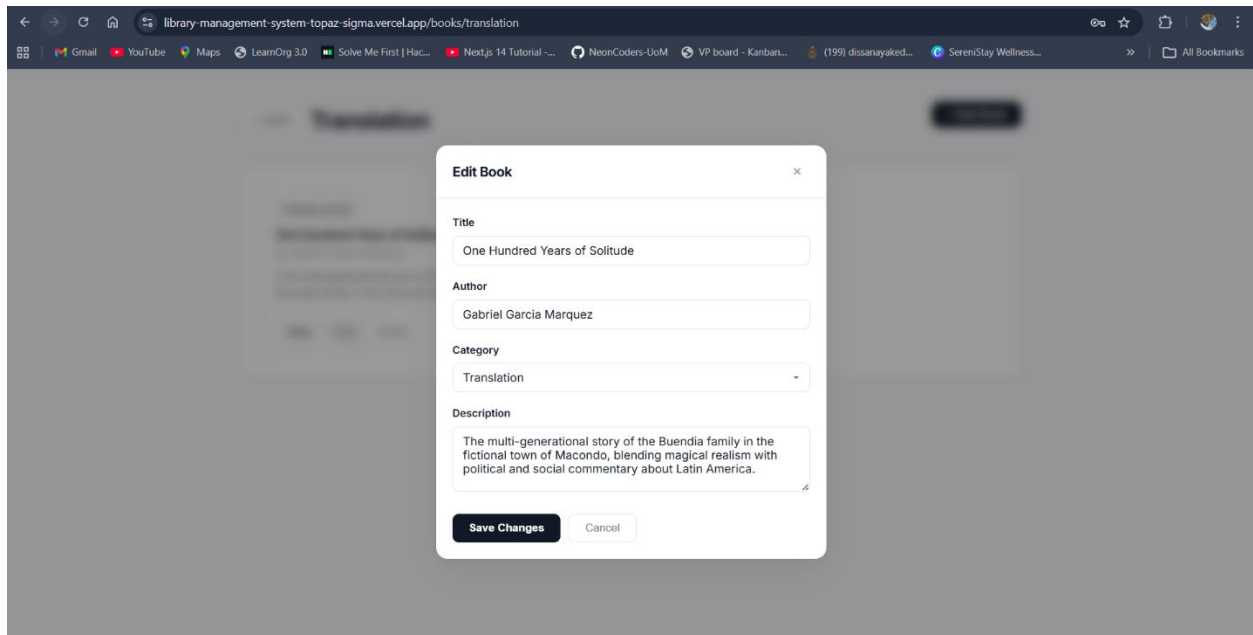 library-management-system-topaz-sigma.vercel.app/books/translation
Gmail YouTube Maps LearnOrg 3.0 Solve Me First | Hac... Next.js 14 Tutorial -... NeonCoders-UoM VP board - Kanban... (199) dissanayaked... SereniStay Wellness... » All Bookmarks
Translation
Edit Book ×
Title
One Hundred Years of Solitude
Author
Gabriel Garcia Marquez
Category
Translation
Description
The multi-generational story of the Buendia family in the
fictional town of Macondo, blending magical realism with
political and social commentary about Latin America.
Save Changes Cancel